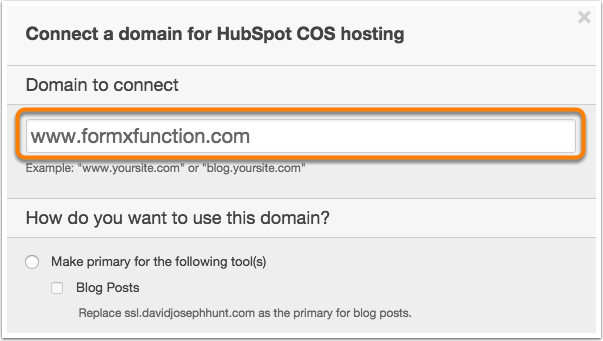 Connect a domain for HubSpot COS hosting
Domain to connect
www.formxfunction.com
Example: "www.yoursite.com" or "blog.yoursite.com"
How do you want to use this domain?
Make primary for the following tool(s)
Blog Posts
Replace ssl.davidjosephhunt.com as the primary for blog posts.